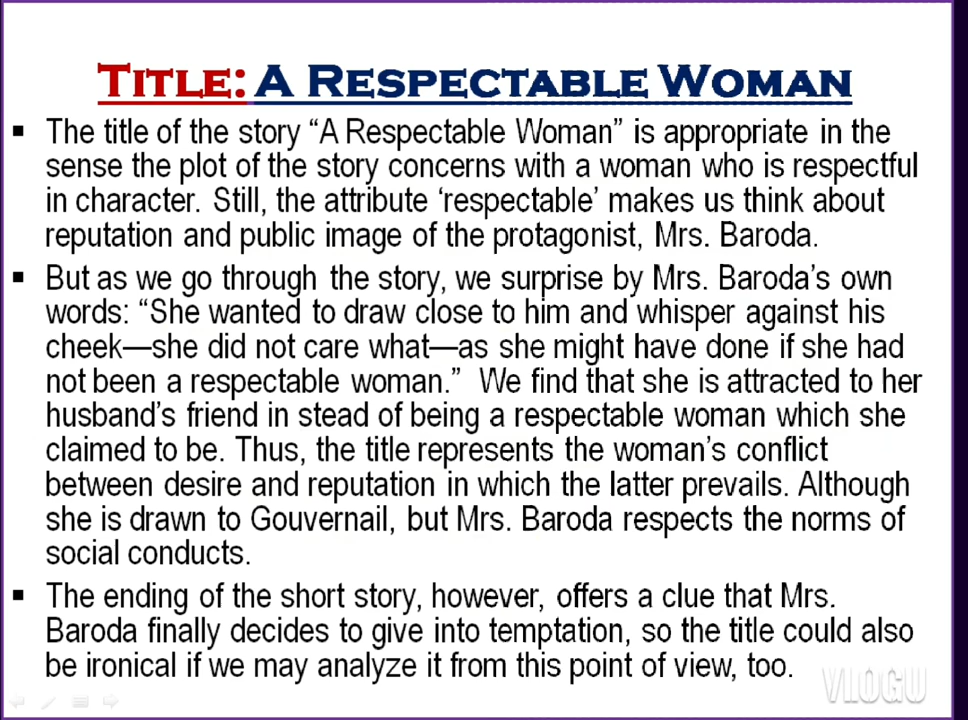 TITLE: A RESPECTABLE WOMAN
▪ The title of the story “A Respectable Woman” is appropriate in the
sense the plot of the story concerns with a woman who is respectful
in character. Still, the attribute ‘respectable’ makes us think about
reputation and public image of the protagonist, Mrs. Baroda.
▪ But as we go through the story, we surprise by Mrs. Baroda’s own
words: “She wanted to draw close to him and whisper against his
cheek—she did not care what—as she might have done if she had
not been a respectable woman.” We find that she is attracted to her
husband’s friend in stead of being a respectable woman which she
claimed to be. Thus, the title represents the woman’s conflict
between desire and reputation in which the latter prevails. Although
she is drawn to Gouvernail, but Mrs. Baroda respects the norms of
social conducts.
▪ The ending of the short story, however, offers a clue that Mrs.
Baroda finally decides to give into temptation, so the title could also
be ironical if we may analyze it from this point of view, too.
VLOGW